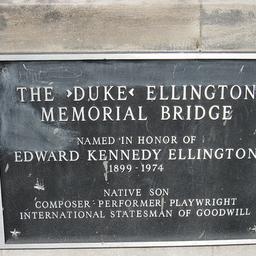 THE ›DUKE‹ ELLINGTON
MEMORIAL BRIDGE
NAMED IN HONOR OF
EDWARD KENNEDY ELLINGTON
1899 - 1974
NATIVE SON
COMPOSER PERFORMER PLAYWRIGHT
INTERNATIONAL STATESMAN OF GOODWILL